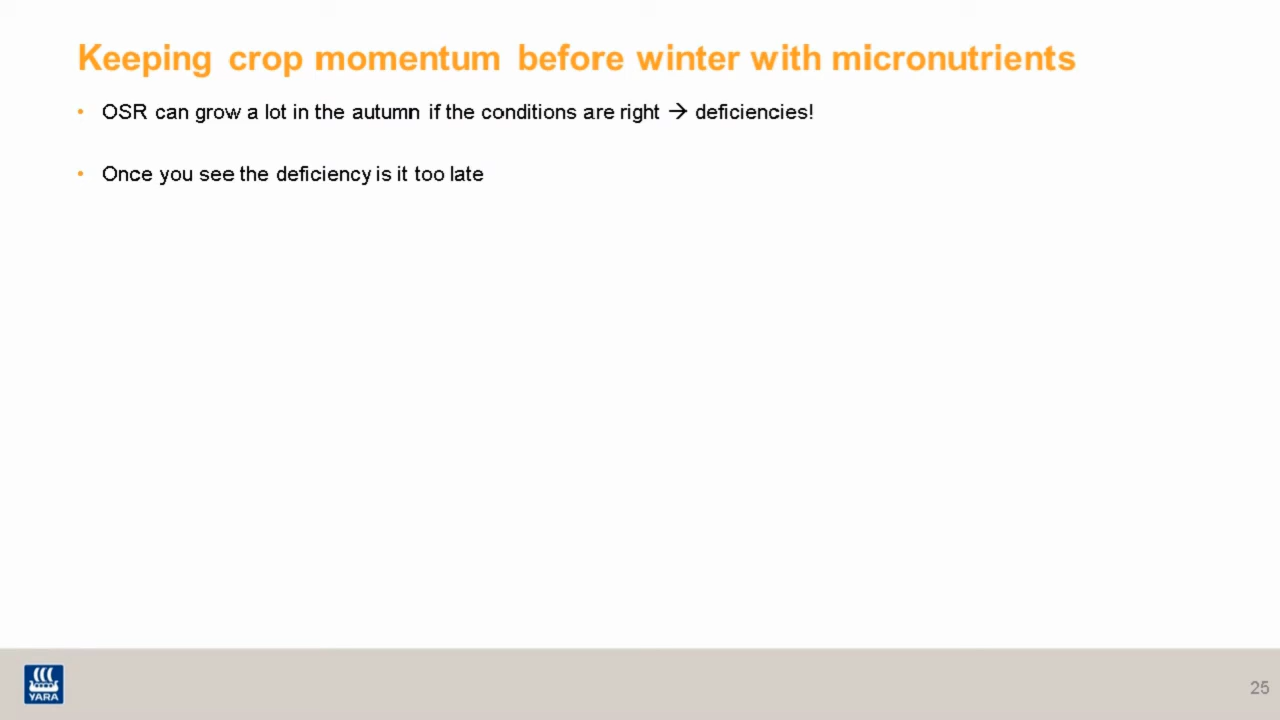 Keeping crop momentum before winter with micronutrients
• OSR can grow a lot in the autumn if the conditions are right → deficiencies!
• Once you see the deficiency is it too late
YARA
25